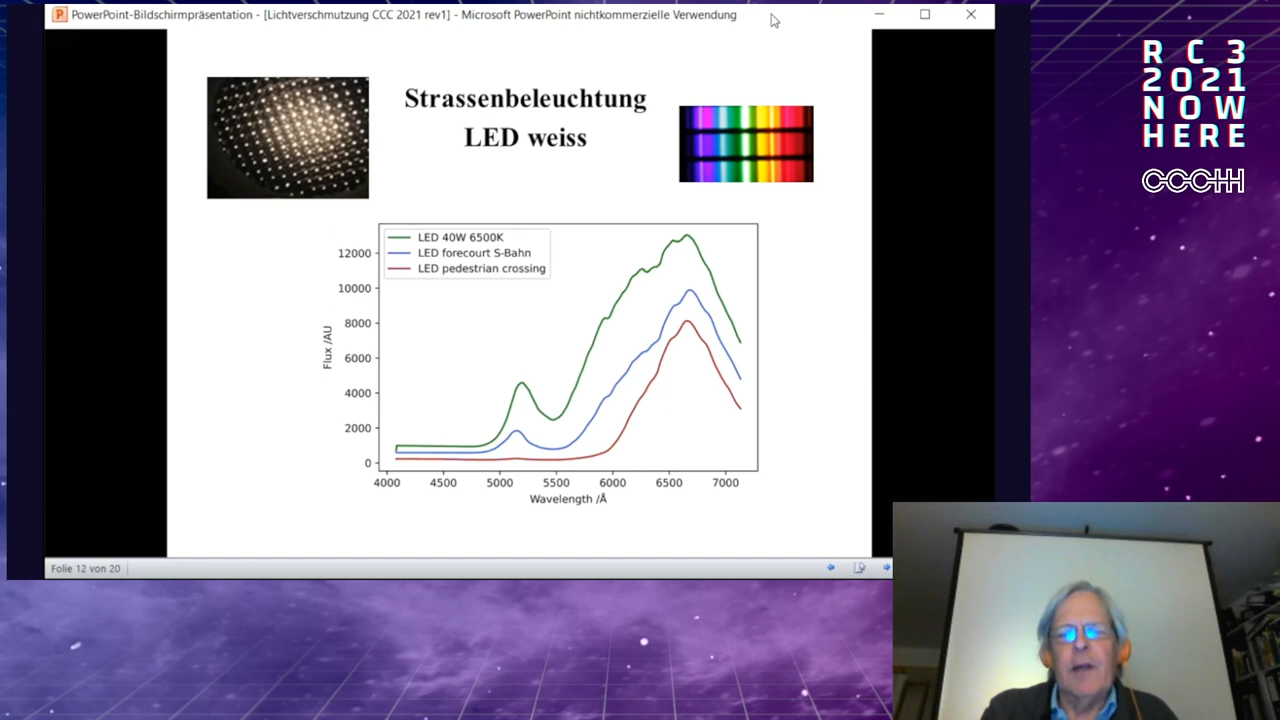 PowerPoint-Bildschirmpräsentation - [Lichtverschmutzung CCC 2021 rev1] - Microsoft PowerPoint nichtkommerzielle Verwendung
R C 3
2021
NOW
HERE
CCCHH
Strassenbeleuchtung
LED weiss
LED 40W 6500K
LED forecourt S-Bahn
LED pedestrian crossing
Flux /AU
12000
10000
8000
6000
4000
2000
0
4000 4500 5000 5500 6000 6500 7000
Wavelength /Å
Folie 12 von 20